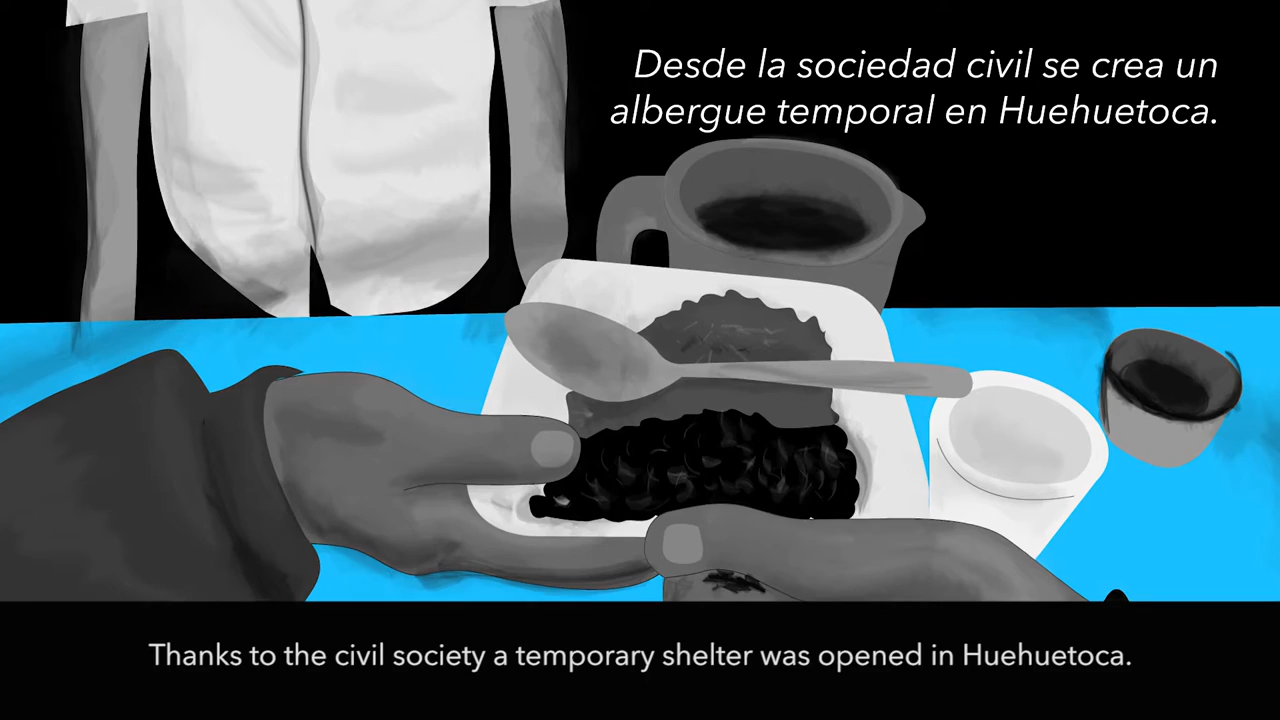 Desde la sociedad civil se crea un
albergue temporal en Huehuetoca.
Thanks to the civil society a temporary shelter was opened in Huehuetoca.